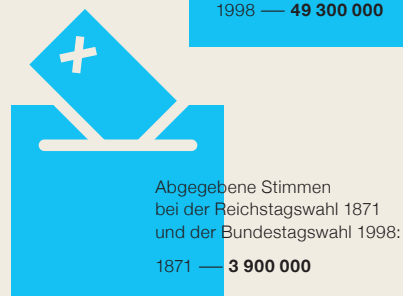 1998 — 49 300 000
Abgegebene Stimmen
bei der Reichstagswahl 1871
und der Bundestagswahl 1998:
1871 — 3 900 000